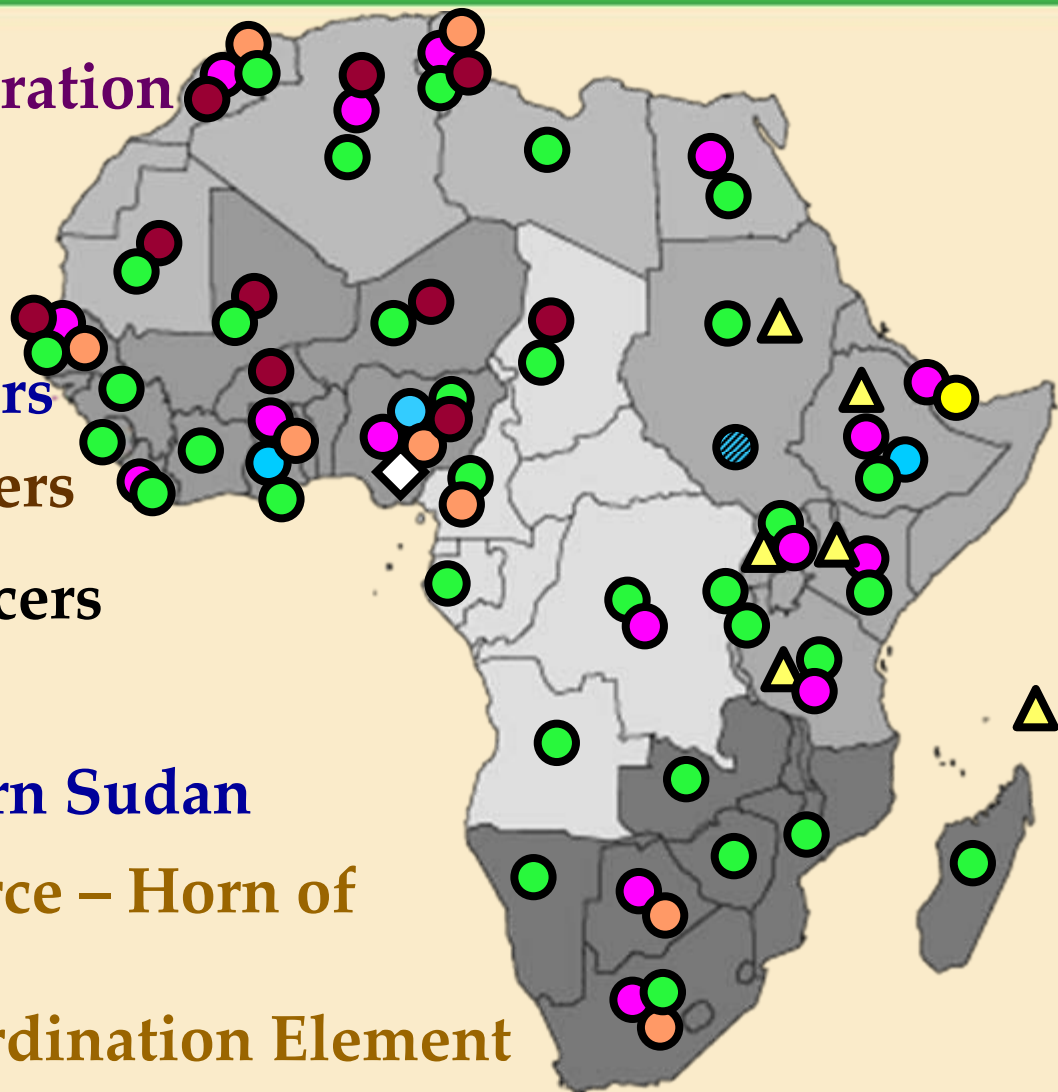 ration
rs
ers
cers
rn Sudan
rce – Horn of
rdination Element